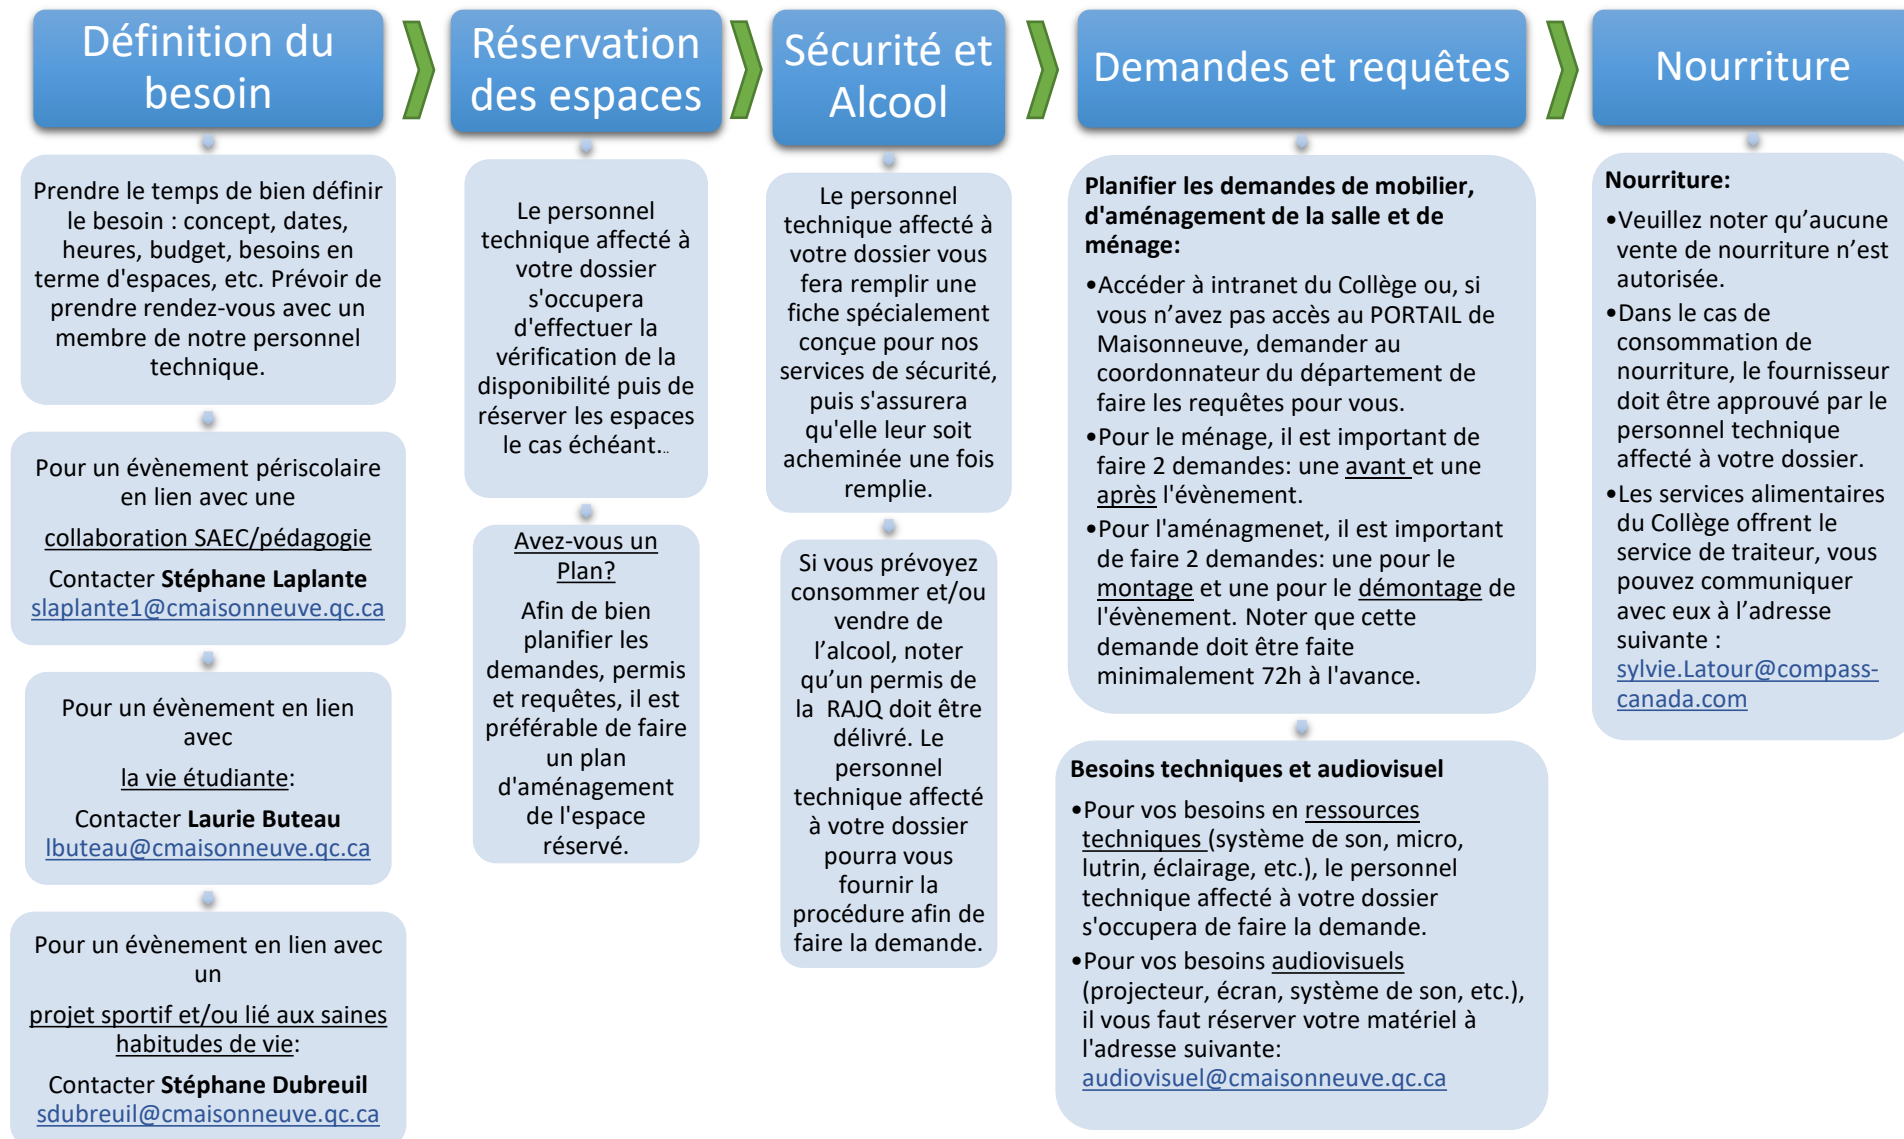 Définition du
besoin
Prendre le temps de bien définir
le besoin : concept, dates,
heures, budget, besoins en
terme d'espaces, etc. Prévoir de
prendre rendez-vous avec un
membre de notre personnel
technique.
Pour un évènement périscolaire
en lien avec une
collaboration SAEC/pédagogie
Contacter Stéphane Laplante
slaplante1@cmaisonneuve.qc.ca
Pour un évènement en lien
avec
la vie étudiante:
Contacter Laurie Buteau
lbuteau@cmaisonneuve.qc.ca
Pour un évènement en lien avec
un
projet sportif et/ou lié aux saines
habitudes de vie:
Contacter Stéphane Dubreuil
sdubreuil@cmaisonneuve.qc.ca
Réservation
des espaces
Le personnel
technique affecté à
votre dossier
s'occupera
d'effectuer la
vérification de la
disponibilité puis de
réserver les espaces
le cas échéant...
Avez-vous un
Plan?
Afin de bien
planifier les
demandes, permis
et requêtes, il est
préférable de faire
un plan
d'aménagement
de l'espace
réservé.
Sécurité et
Alcool
Le personnel
technique affecté à
votre dossier vous
fera remplir une
fiche spécialement
conçue pour nos
services de sécurité,
puis s'assurera
qu'elle leur soit
acheminée une fois
remplie.
Si vous prévoyez
consommer et/ou
vendre de
l’alcool, noter
qu’un permis de
la  RAJQ doit être
délivré. Le
personnel
technique affecté
à votre dossier
pourra vous
fournir la
procédure afin de
faire la demande.
Demandes et requêtes
Planifier les demandes de mobilier,
d'aménagement de la salle et de
ménage:
•Accéder à intranet du Collège ou, si
vous n’avez pas accès au PORTAIL de
Maisonneuve, demander au
coordonnateur du département de
faire les requêtes pour vous.
•Pour le ménage, il est important de
faire 2 demandes: une avant et une
après l'évènement.
•Pour l'aménagmenet, il est important
de faire 2 demandes: une pour le
montage et une pour le démontage de
l'évènement. Noter que cette
demande doit être faite
minimalement 72h à l'avance.
Besoins techniques et audiovisuel
•Pour vos besoins en ressources
techniques (système de son, micro,
lutrin, éclairage, etc.), le personnel
technique affecté à votre dossier
s'occupera de faire la demande.
•Pour vos besoins audiovisuels
(projecteur, écran, système de son, etc.),
il vous faut réserver votre matériel à
l'adresse suivante:
audiovisuel@cmaisonneuve.qc.ca
Nourriture
Nourriture:
•Veuillez noter qu’aucune
vente de nourriture n’est
autorisée.
•Dans le cas de
consommation de
nourriture, le fournisseur
doit être approuvé par le
personnel technique
affecté à votre dossier.
•Les services alimentaires
du Collège offrent le
service de traiteur, vous
pouvez communiquer
avec eux à l’adresse
suivante :
sylvie.Latour@compass-
canada.com